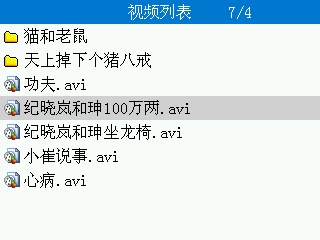 视频列表 7/4
猫和老鼠
天上掉下个猪八戒
功夫.avi
纪晓岚和珅100万两.avi
纪晓岚和珅坐龙椅.avi
小崔说事.avi
心病.avi